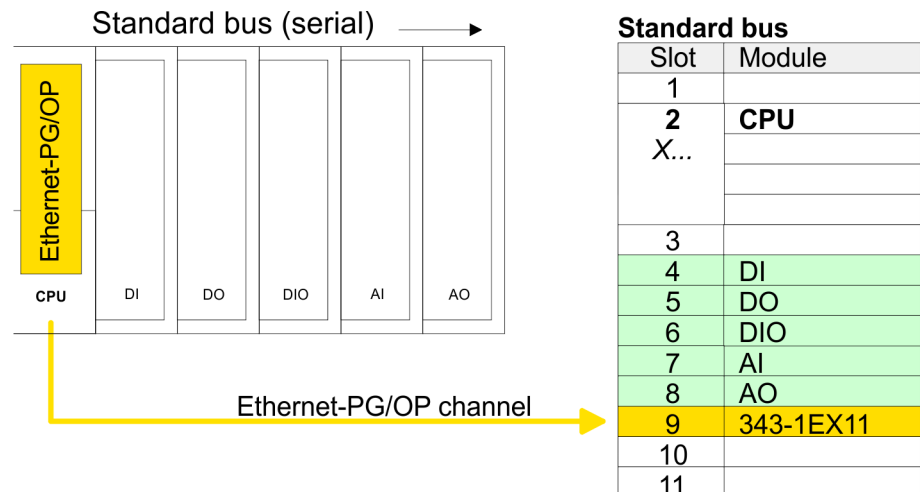 Standard bus (serial)
Ethernet-PG/OP
CPU
DI
DO
DIO
AI
AO
Ethernet-PG/OP channel
Standard bus
Slot Module
1
2 CPU
X...
3
4 DI
5 DO
6 DIO
7 AI
8 AO
9 343-1EX11
10
11